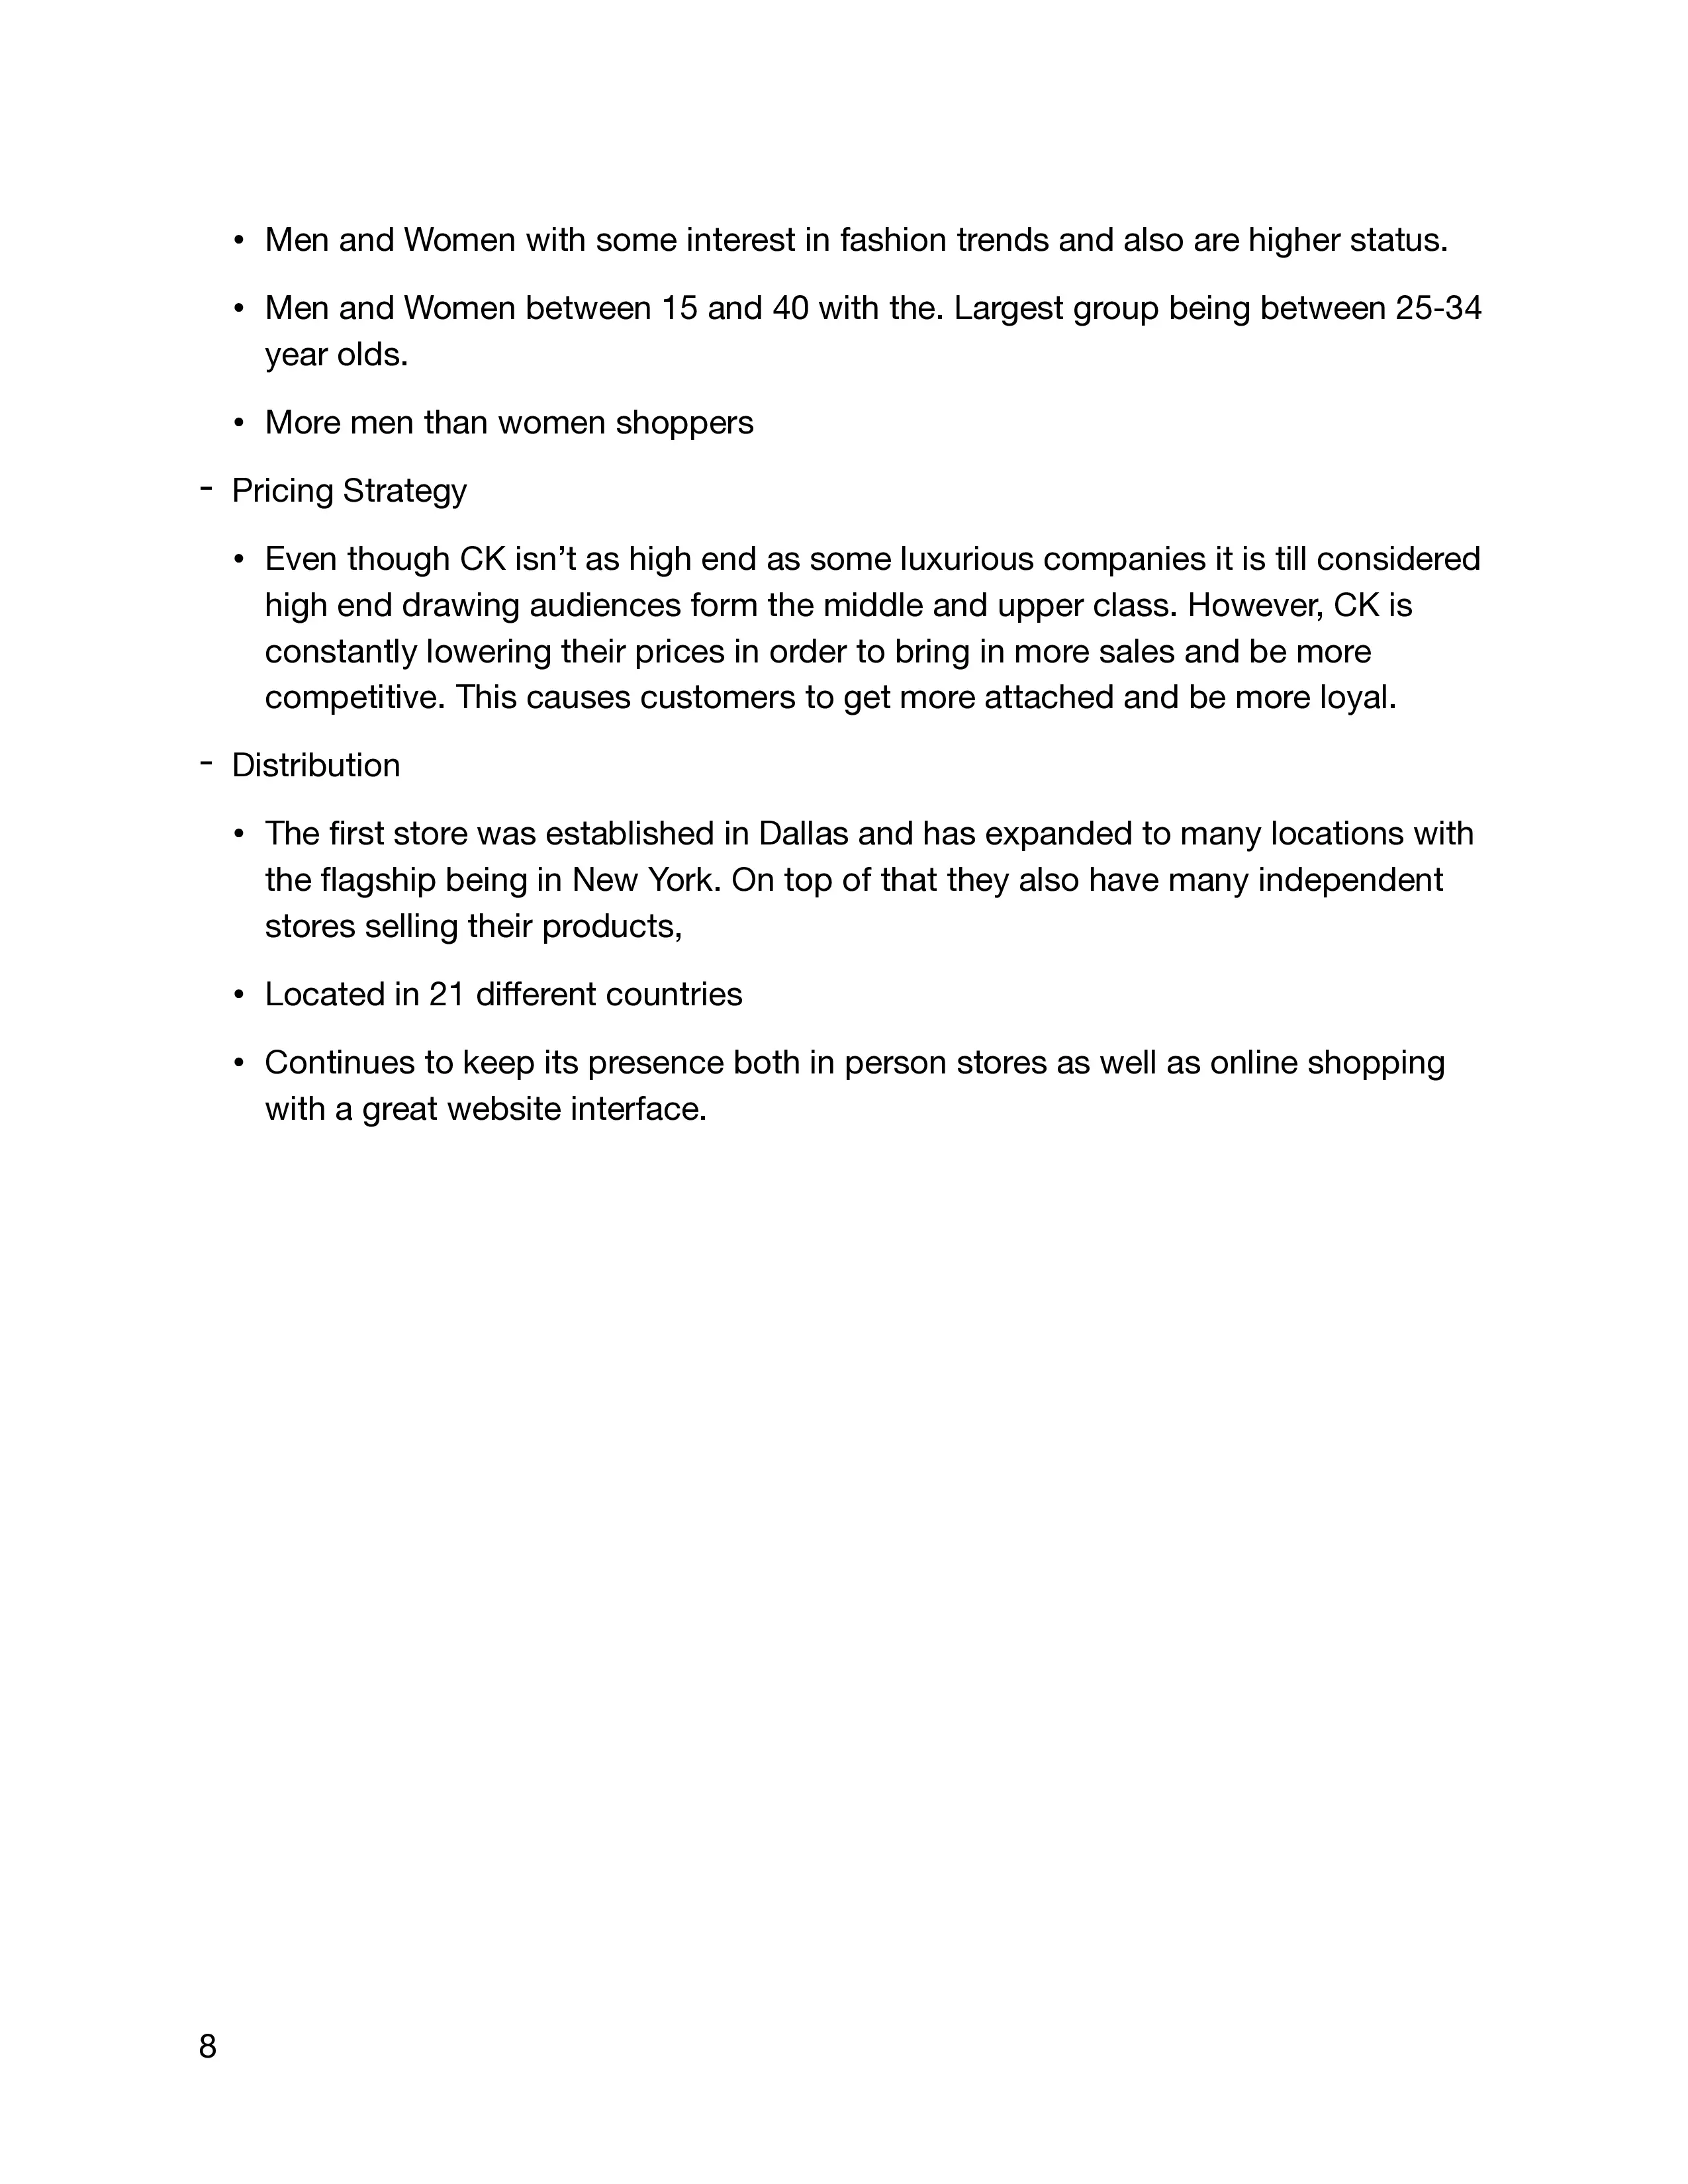 • Men and Women with some interest in fashion trends and also are higher status.
• Men and Women between 15 and 40 with the. Largest group being between 25-34
year olds.
• More men than women shoppers
- Pricing Strategy
• Even though CK isn’t as high end as some luxurious companies it is till considered
high end drawing audiences form the middle and upper class. However, CK is
constantly lowering their prices in order to bring in more sales and be more
competitive. This causes customers to get more attached and be more loyal.
- Distribution
• The first store was established in Dallas and has expanded to many locations with
the flagship being in New York. On top of that they also have many independent
stores selling their products,
• Located in 21 different countries
• Continues to keep its presence both in person stores as well as online shopping
with a great website interface.
8